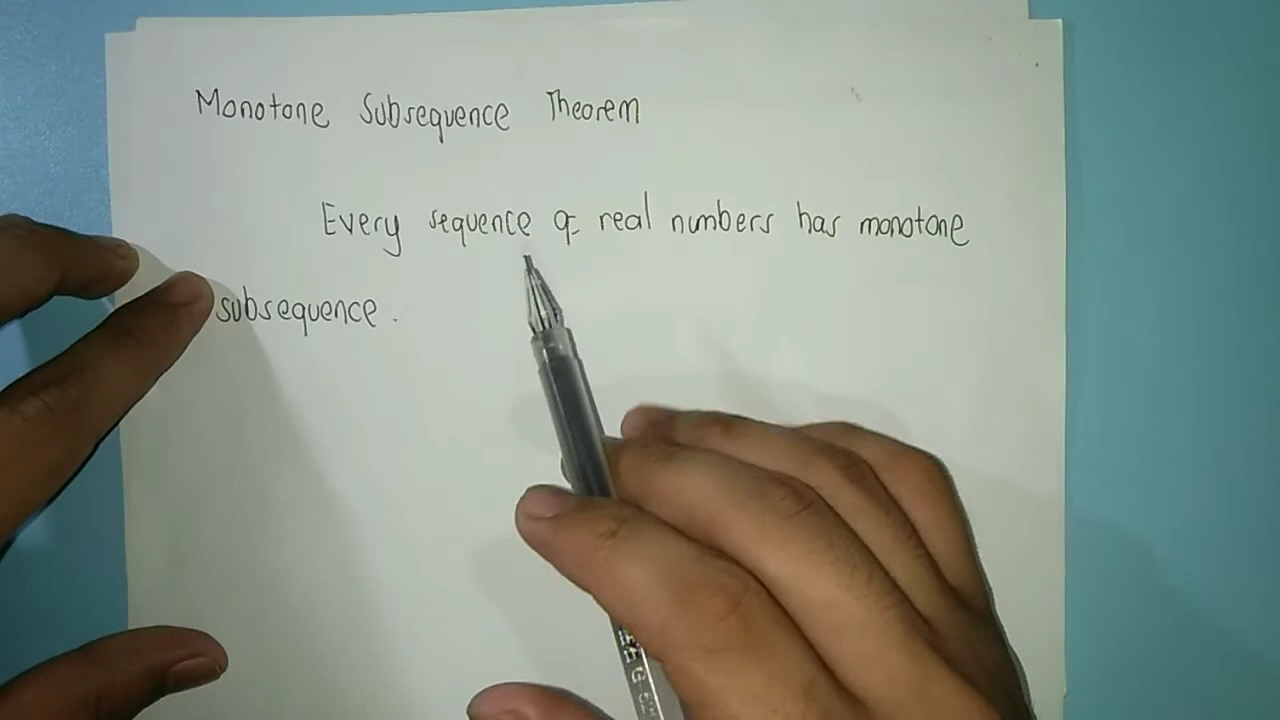 Monotone Subsequence Theorem
Every sequence of real numbers has monotone
subsequence.